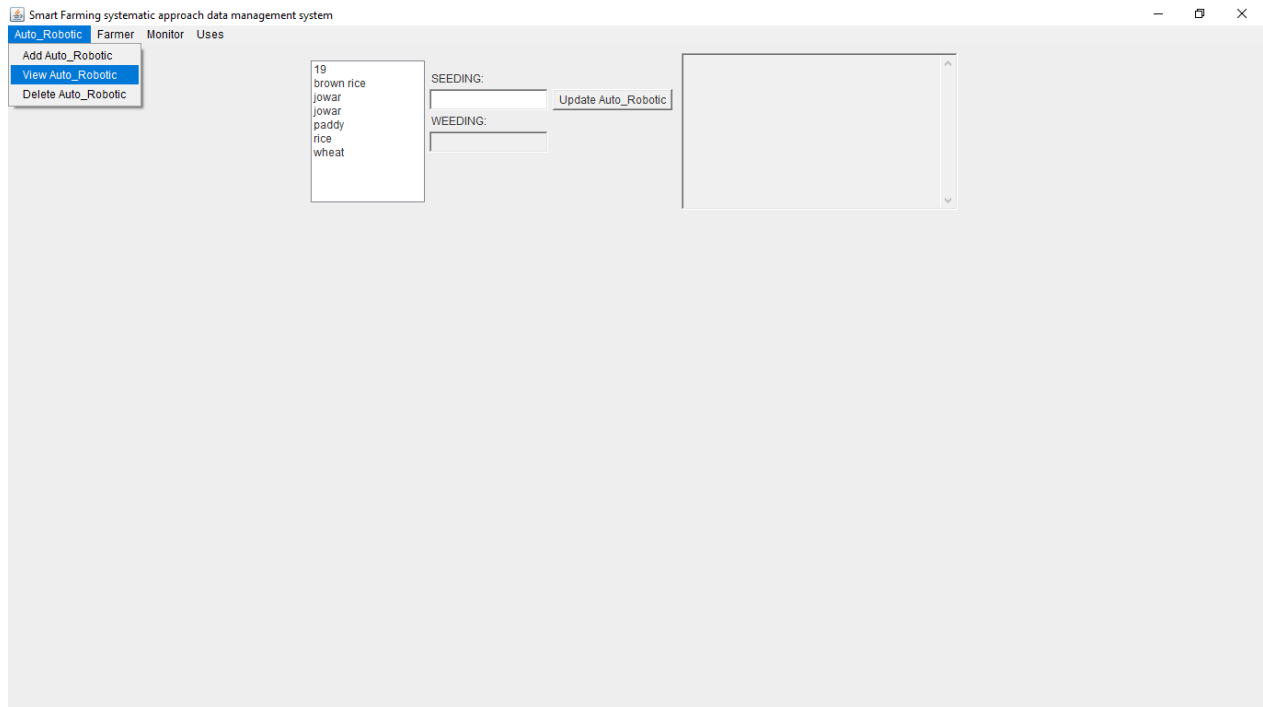 Smart Farming systematic approach data management system
Auto_Robotic Farmer Monitor Uses
Add Auto_Robotic
View Auto_Robotic
Delete Auto_Robotic
19
brown rice
jowar
jowar
paddy
rice
wheat
SEEDING:
Update Auto_Robotic
WEEDING: